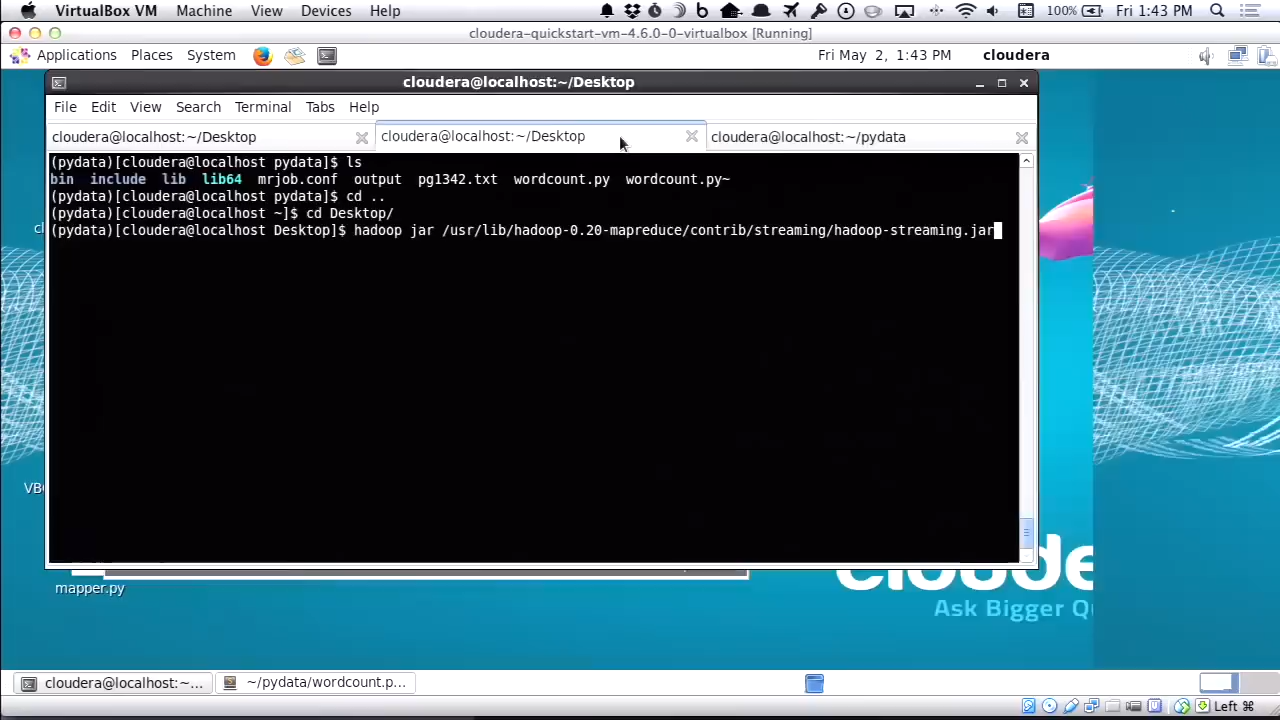 VirtualBox VM Machine View Devices Help 100% Fri 1:43 PM
cloudera-quickstart-vm-4.6.0-0-virtualbox [Running]
Applications Places System Fri May 2, 1:43 PM cloudera
cloudera@localhost:~/Desktop
File Edit View Search Terminal Tabs Help
cloudera@localhost:~/Desktop cloudera@localhost:~/Desktop cloudera@localhost:~/pydata
(pydata)[cloudera@localhost pydata]$ ls
bin include lib lib64 mrjob.conf output pg1342.txt wordcount.py wordcount.py~
(pydata)[cloudera@localhost pydata]$ cd ..
(pydata)[cloudera@localhost ~]$ cd Desktop/
(pydata)[cloudera@localhost Desktop]$ hadoop jar /usr/lib/hadoop-0.20-mapreduce/contrib/streaming/hadoop-streaming.jar
cl
VB
mapper.py
cloudera
Ask Bigger Q
cloudera@localhost:~... ~/pydata/wordcount.p...
Left ⌘